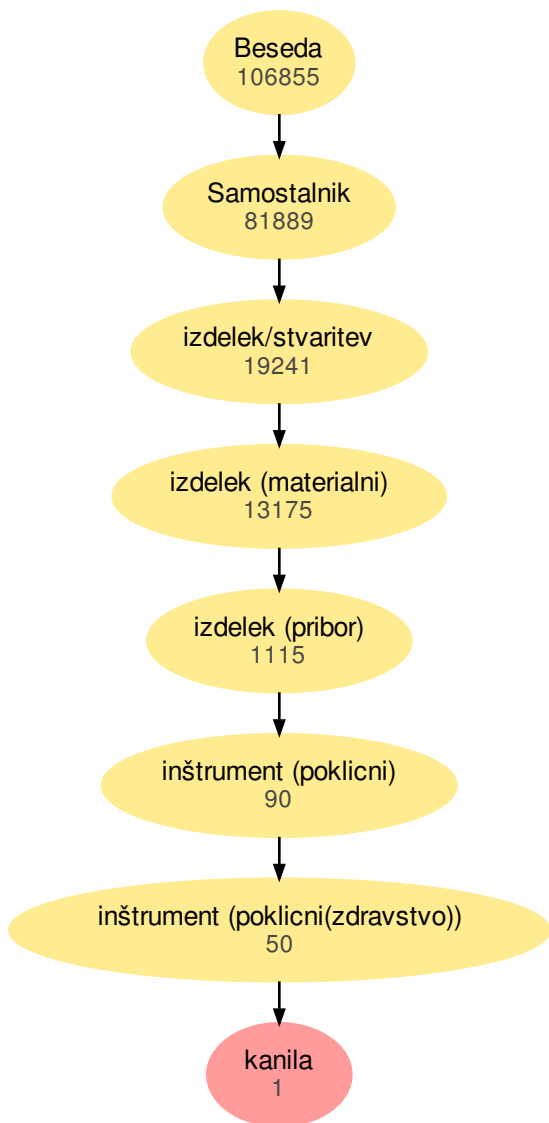 Beseda
106855
Samostalnik
81889
izdelek/stvaritev
19241
izdelek (materialni)
13175
izdelek (pribor)
1115
inštrument (poklicni)
90
inštrument (poklicni(zdravstvo))
50
kanila
1